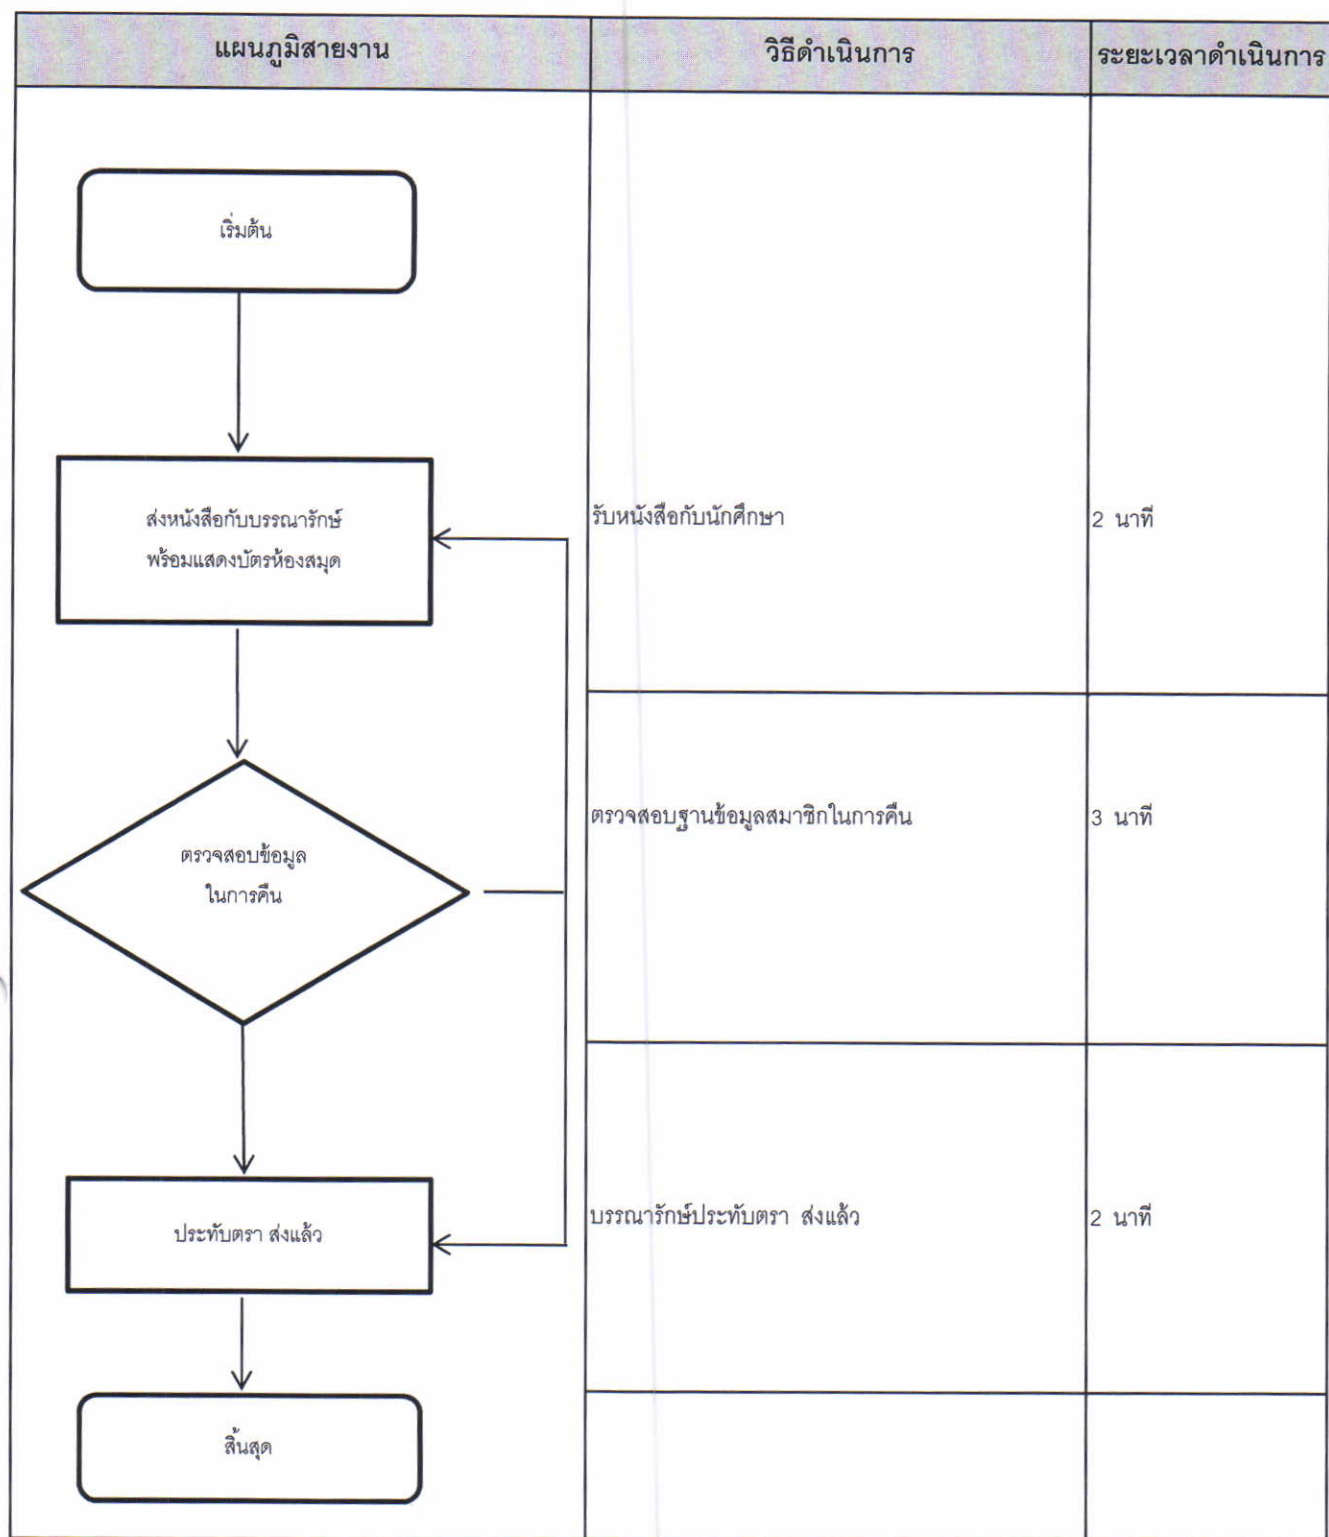 แผนภูมิสายงาน
วิธีดำเนินการ
ระยะเวลาดำเนินการ
เริ่มต้น
ส่งหนังสือกับบรรณารักษ์
พร้อมแสดงบัตรห้องสมุด
รับหนังสือกับนักศึกษา
2 นาที
ตรวจสอบข้อมูล
ในการคืน
ตรวจสอบฐานข้อมูลสมาชิกในการคืน
3 นาที
ประทับตรา ส่งแล้ว
บรรณารักษ์ประทับตรา ส่งแล้ว
2 นาที
สิ้นสุด